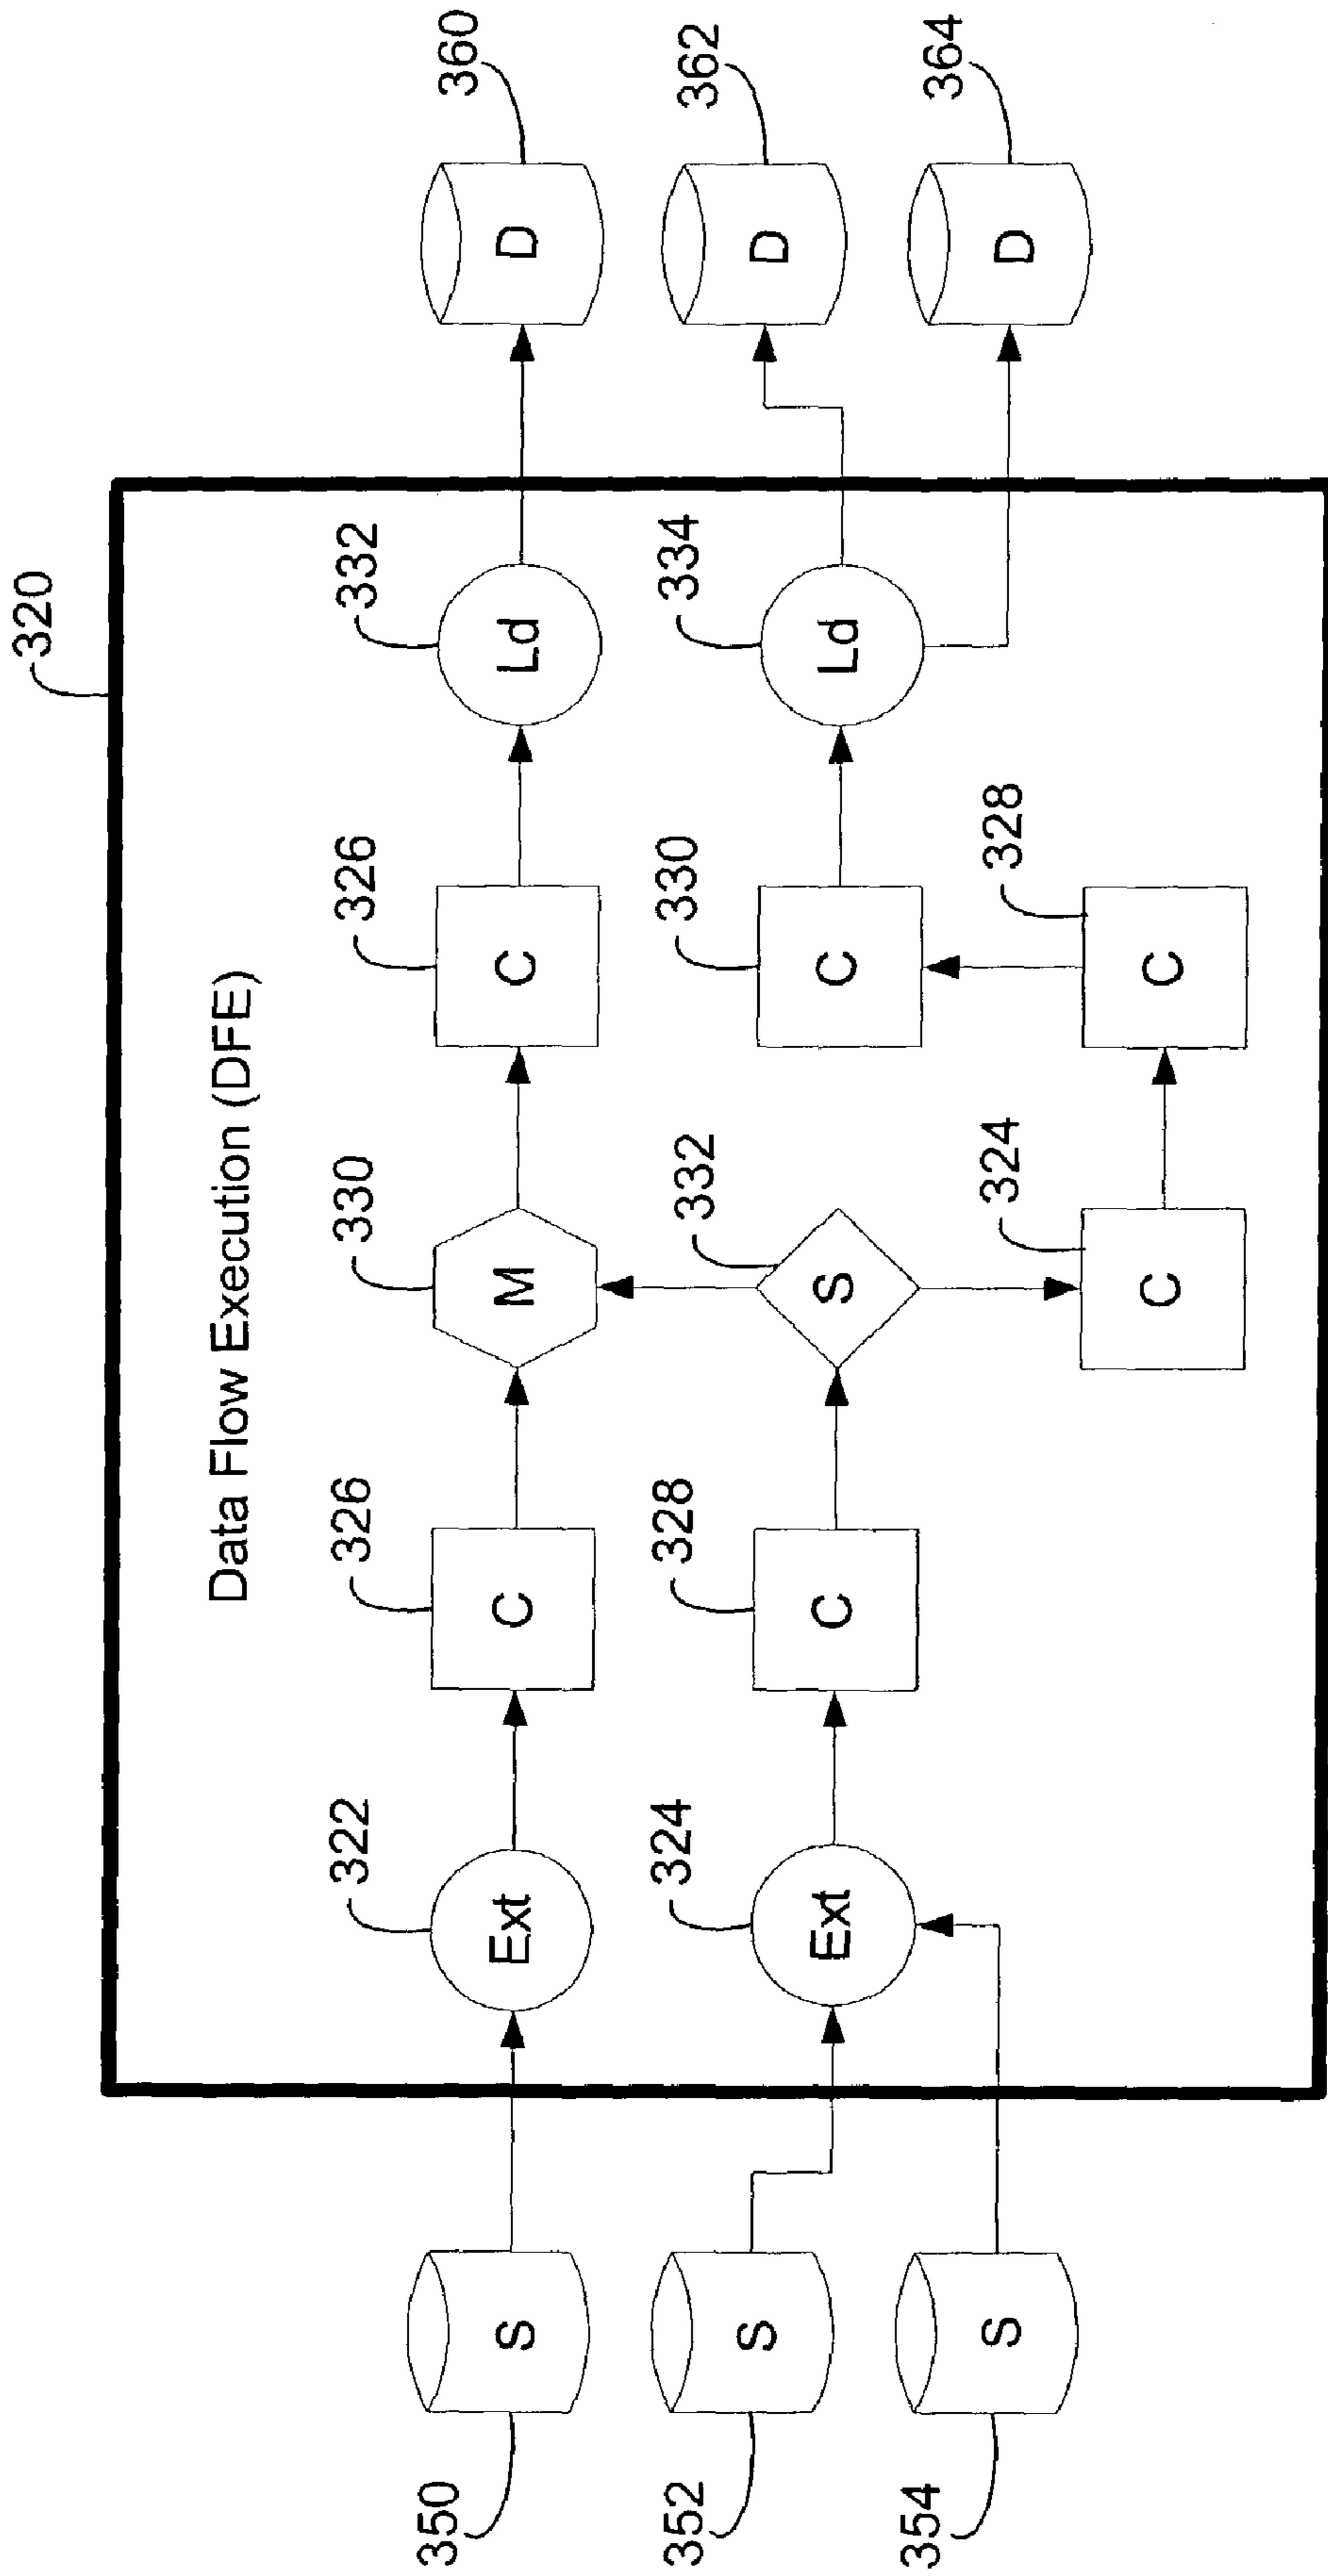 320
Data Flow Execution (DFE)
350
S
322
Ext
326
C
330
M
326
C
332
Ld
360
D
352
S
324
Ext
328
C
332
S
330
C
334
Ld
362
D
354
S
324
C
328
C
364
D